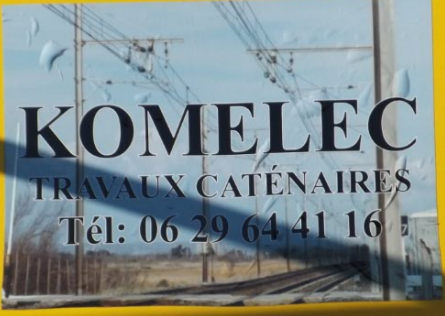 KOMELEC
TRAVAUX CATÉNAIRES
Tél: 06 29 64 41 16